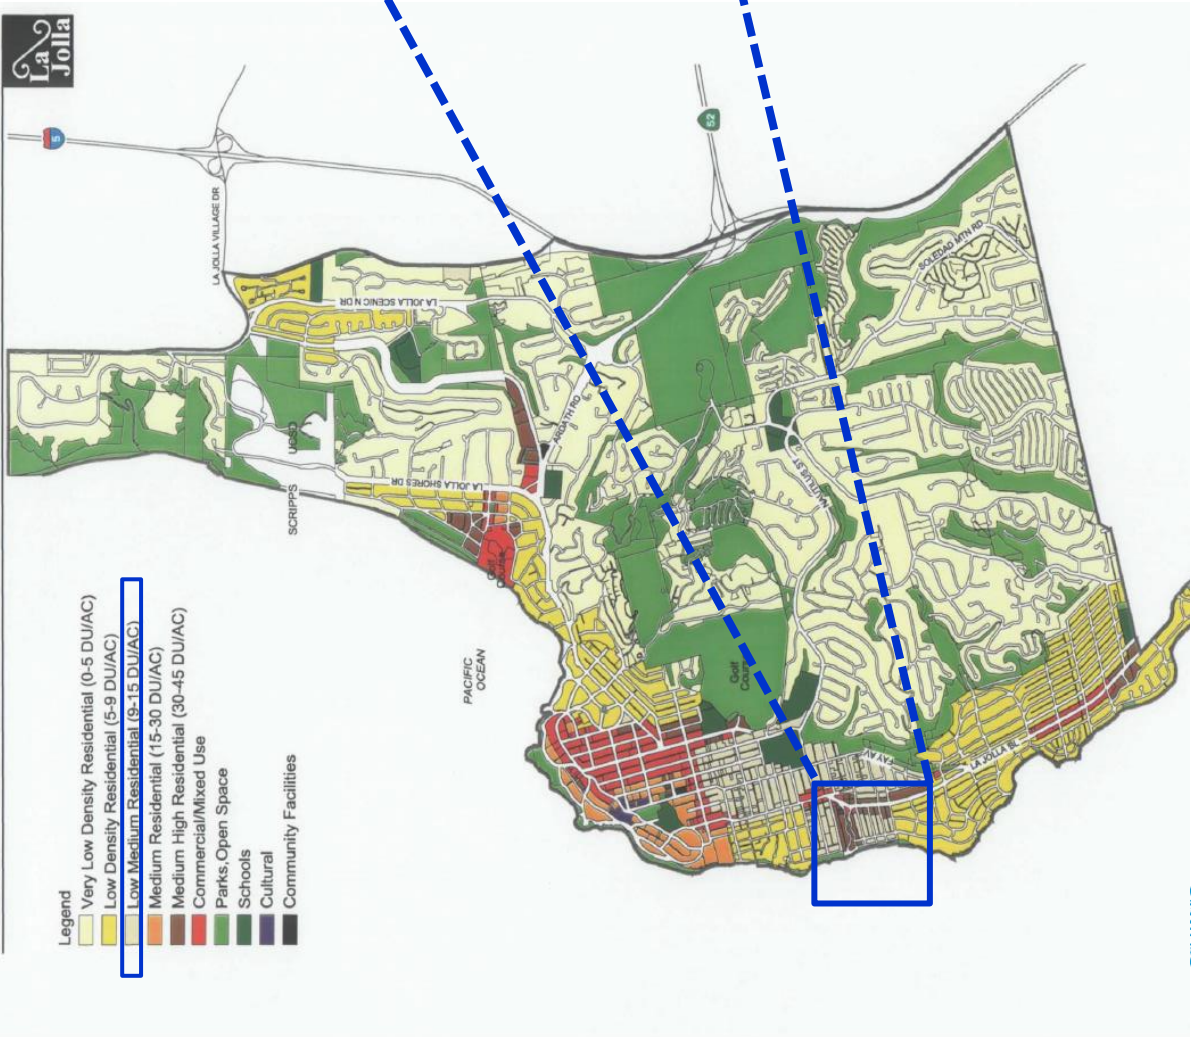 La
Jolla
5
52
LA JOLLA VILLAGE DR
LA JOLLA SCENIC N DR
SOLEDAD MTN RD
ARDATH RD
UCSD
SCRIPPS
LA JOLLA SHORES DR
NAUTILUS ST
Golf
Course
PACIFIC
OCEAN
Golf
FAY AV
LA JOLLA BL
Legend
Very Low Density Residential (0-5 DU/AC)
Low Density Residential (5-9 DU/AC)
Low Medium Residential (9-15 DU/AC)
Medium Residential (15-30 DU/AC)
Medium High Residential (30-45 DU/AC)
Commercial/Mixed Use
Parks,Open Space
Schools
Cultural
Community Facilities